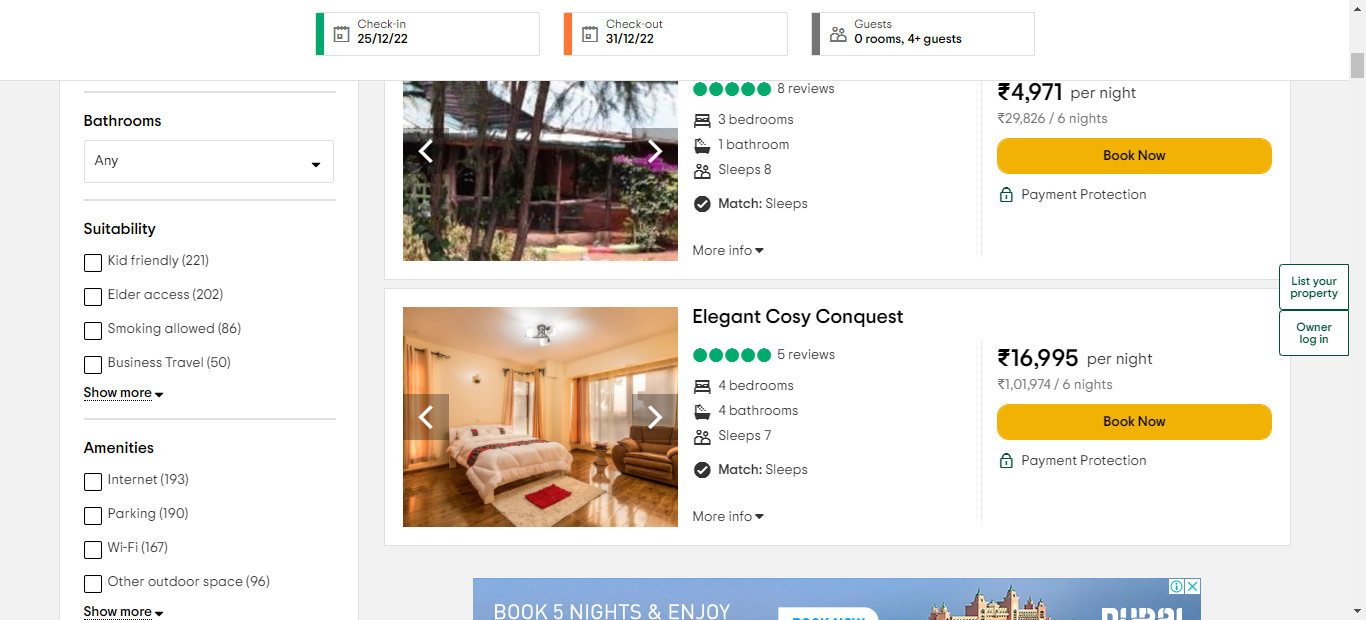 Check-in
25/12/22
Check-out
31/12/22
Guests
0 rooms, 4+ guests
Bathrooms
Any
Suitability
Kid friendly (221)
Elder access (202)
Smoking allowed (86)
Business Travel (50)
Show more
Amenities
Internet (193)
Parking (190)
Wi-Fi (167)
Other outdoor space (96)
Show more
8 reviews
3 bedrooms
1 bathroom
Sleeps 8
Match: Sleeps
More info
₹4,971 per night
₹29,826 / 6 nights
Book Now
Payment Protection
Elegant Cosy Conquest
5 reviews
4 bedrooms
4 bathrooms
Sleeps 7
Match: Sleeps
More info
₹16,995 per night
₹1,01,974 / 6 nights
Book Now
Payment Protection
List your
property
Owner
log in
BOOK 5 NIGHTS & ENJOY
BOOK NOW
DUBAI